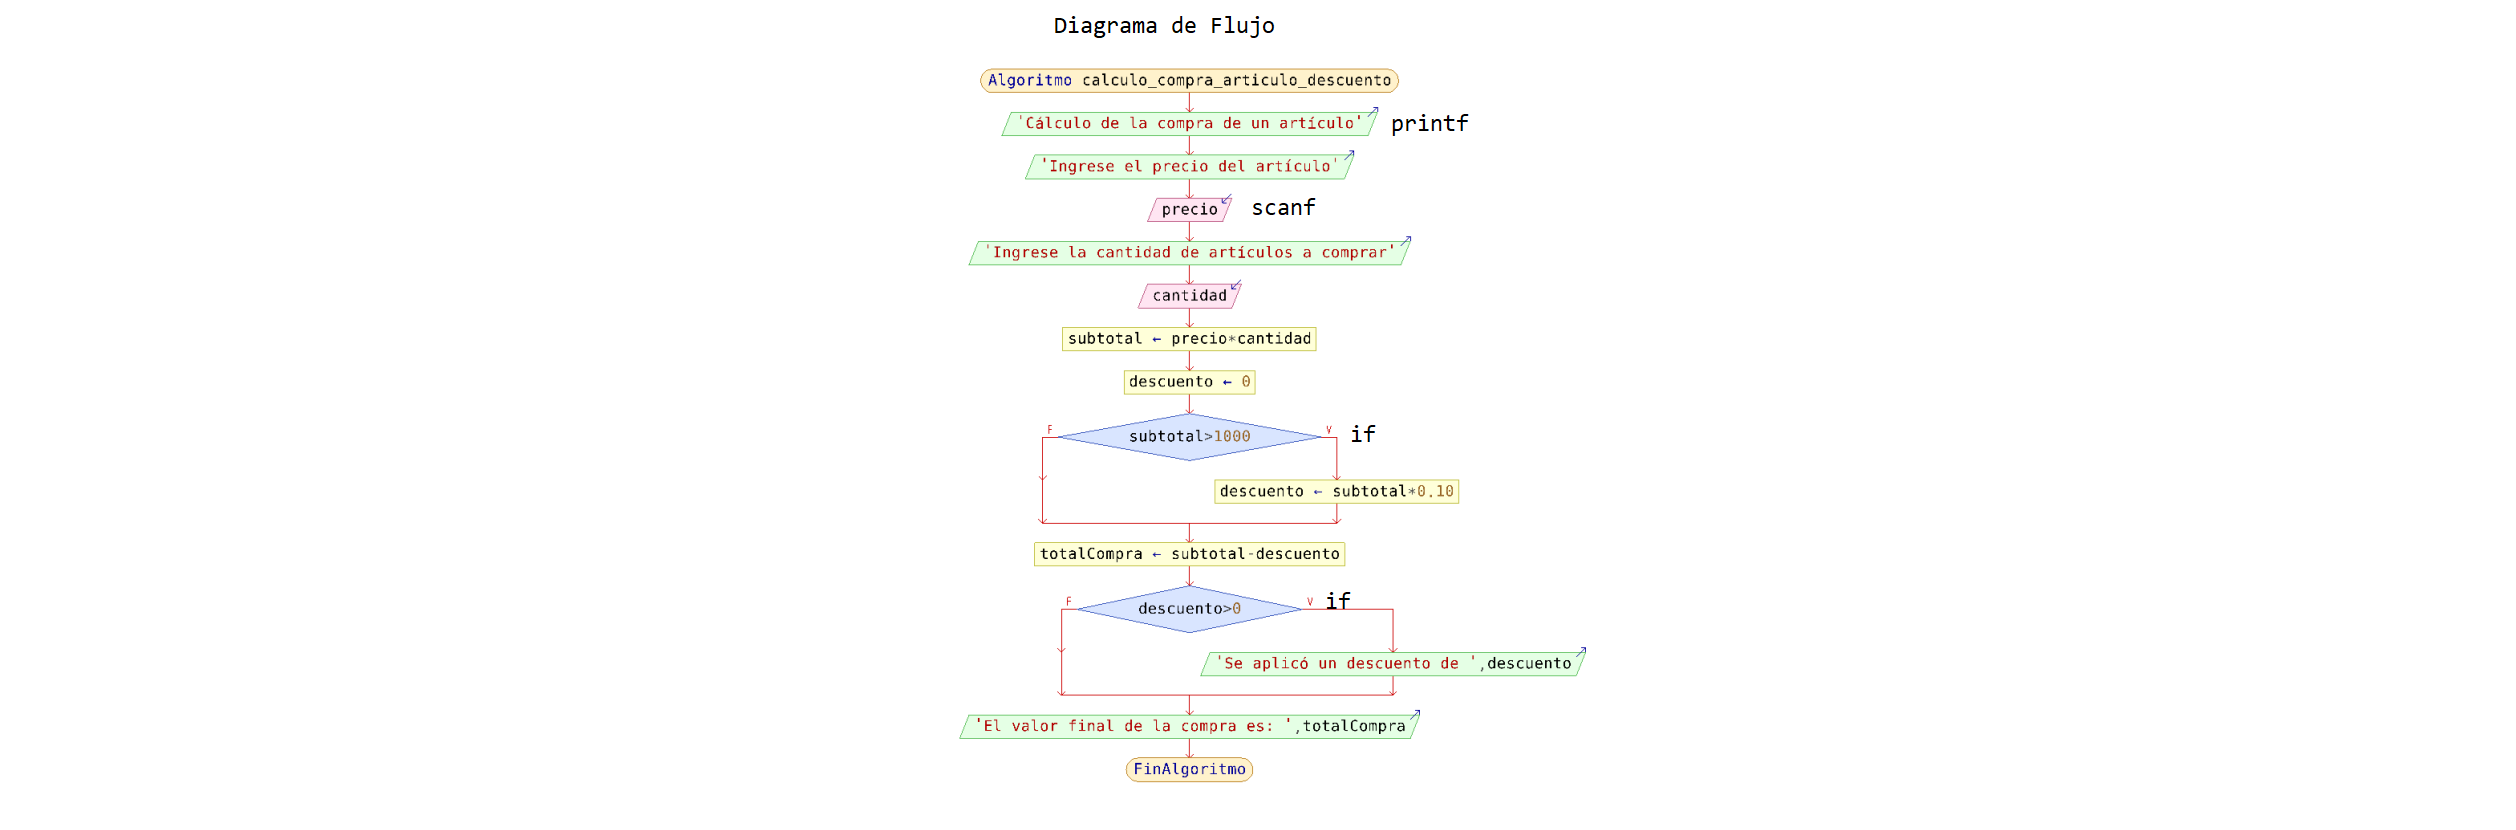 Diagrama de Flujo
Algoritmo calculo_compra_articulo_descuento
'Cálculo de la compra de un artículo' printf
'Ingrese el precio del artículo'
precio scanf
'Ingrese la cantidad de artículos a comprar'
cantidad
subtotal ← precio*cantidad
descuento ← 0
F subtotal>1000 V if
descuento ← subtotal*0.10
totalCompra ← subtotal-descuento
F descuento>0 V if
'Se aplicó un descuento de ',descuento
'El valor final de la compra es: ',totalCompra
FinAlgoritmo